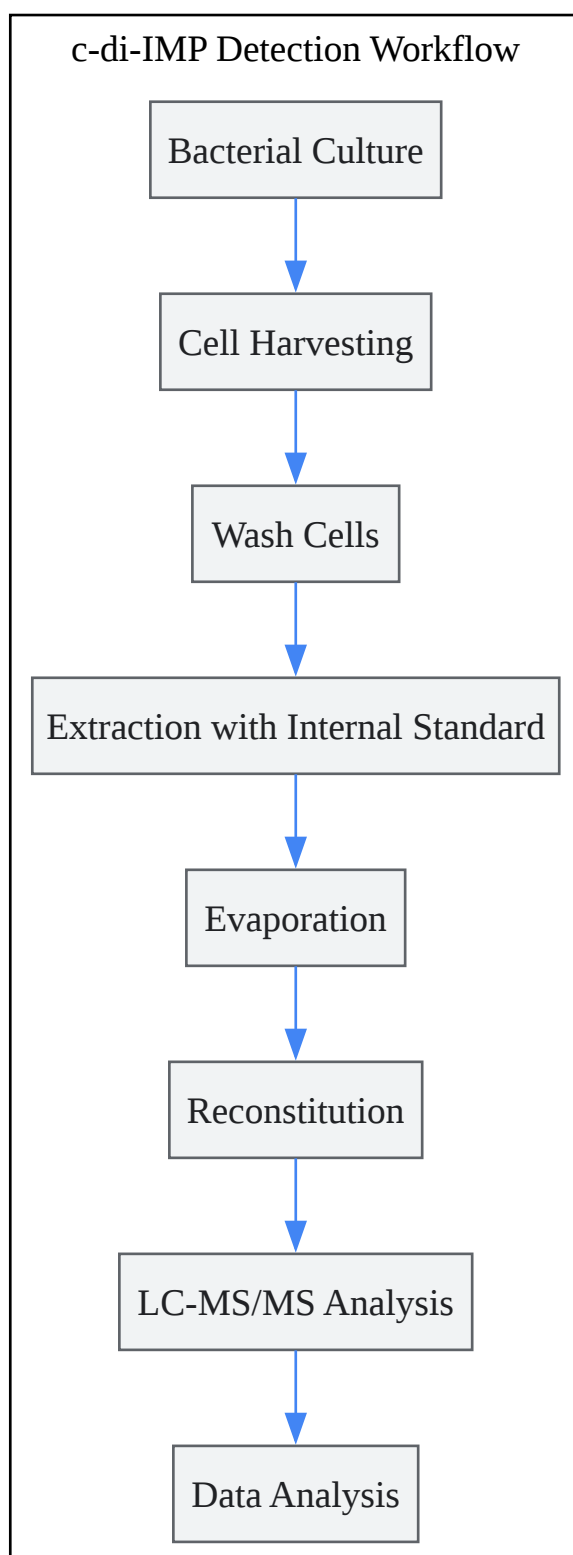 c-di-IMP Detection Workflow
Bacterial Culture
Cell Harvesting
Wash Cells
Extraction with Internal Standard
Evaporation
Reconstitution
LC-MS/MS Analysis
Data Analysis